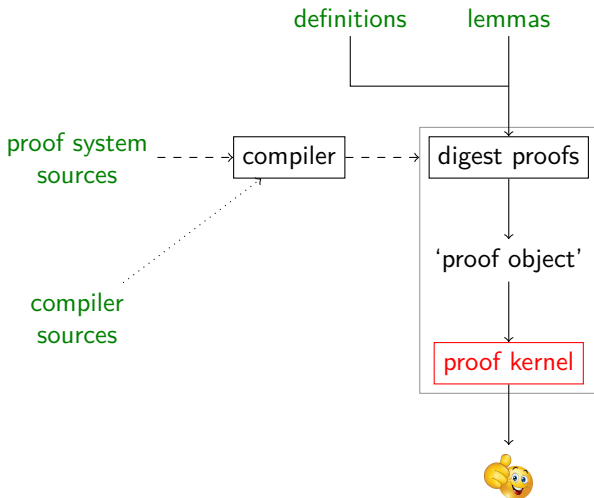 definitions
lemmas
proof system
sources
compiler
digest proofs
‘proof object’
compiler
sources
proof kernel